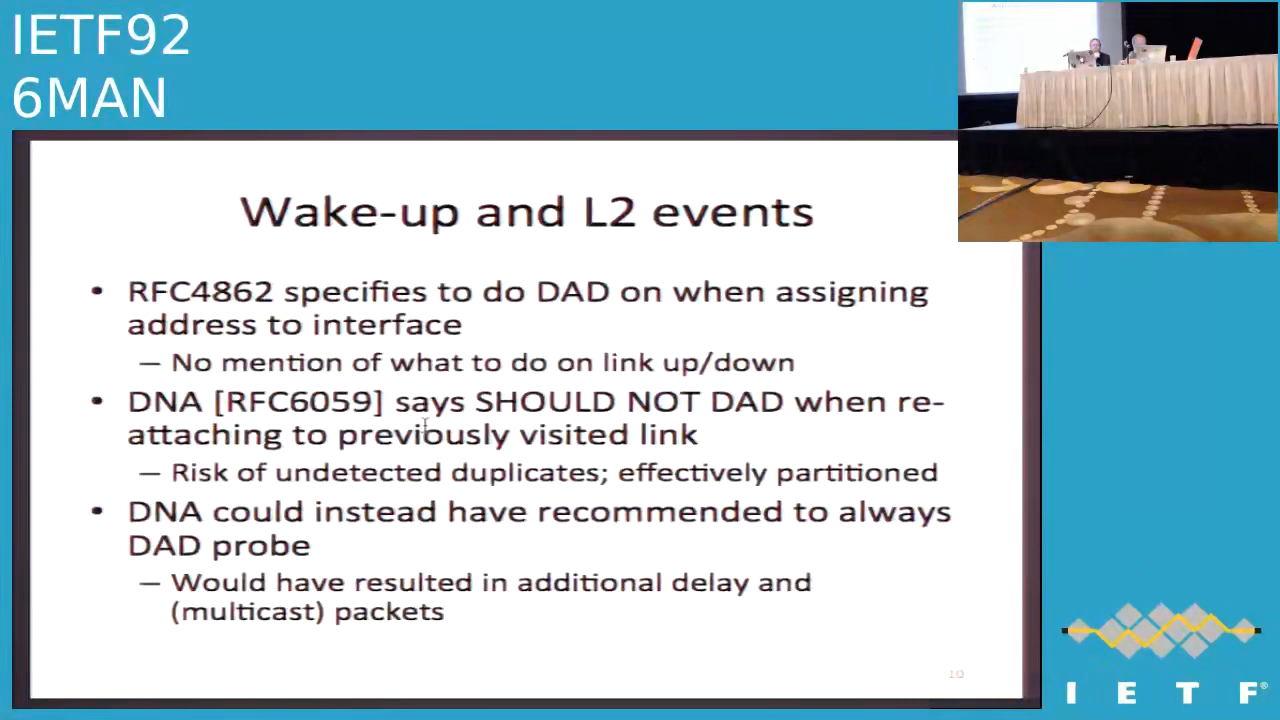 IETF92
6MAN
Wake-up and L2 events
• RFC4862 specifies to do DAD on when assigning
address to interface
– No mention of what to do on link up/down
• DNA [RFC6059] says SHOULD NOT DAD when re-
attaching to previously visited link
– Risk of undetected duplicates; effectively partitioned
• DNA could instead have recommended to always
DAD probe
– Would have resulted in additional delay and
(multicast) packets
10
I E T F®